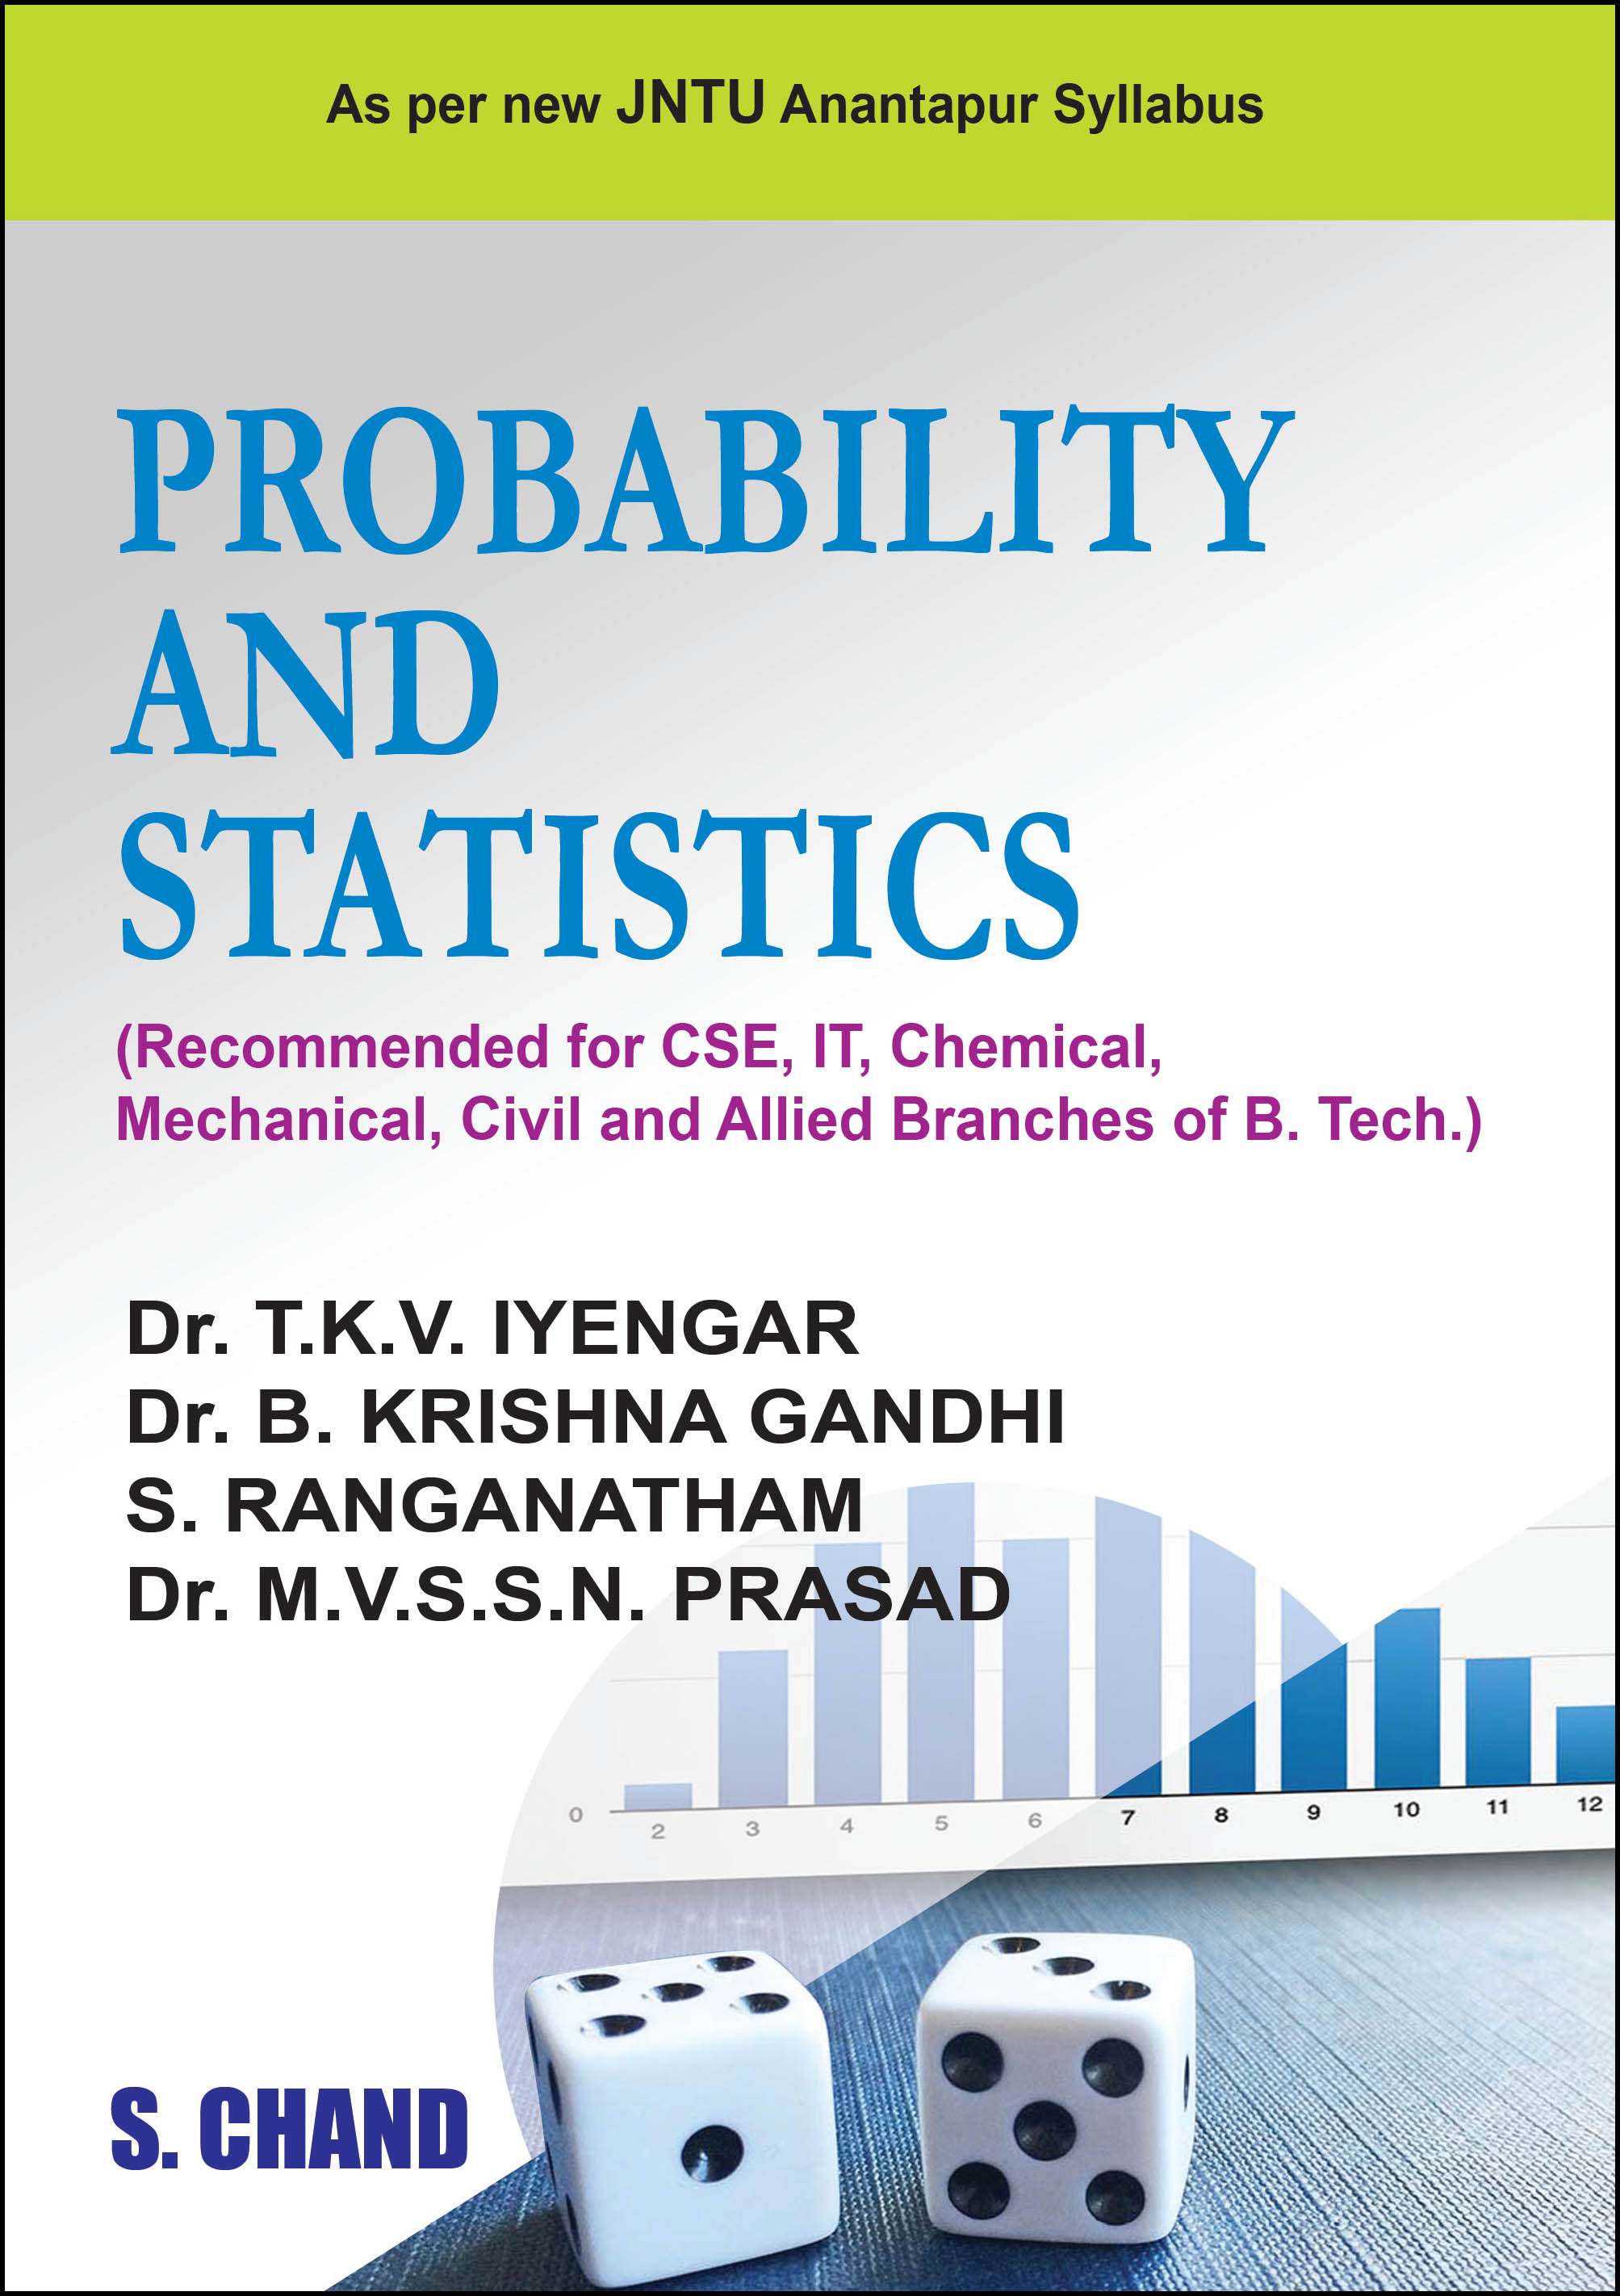 As per new JNTU Anantapur Syllabus
PROBABILITY
AND
STATISTICS
(Recommended for CSE, IT, Chemical,
Mechanical, Civil and Allied Branches of B. Tech.)
Dr. T.K.V. IYENGAR
Dr. B. KRISHNA GANDHI
S. RANGANATHAM
Dr. M.V.S.S.N. PRASAD
0 2 3 4 5 6 7 8 9 10 11 12
S. CHAND